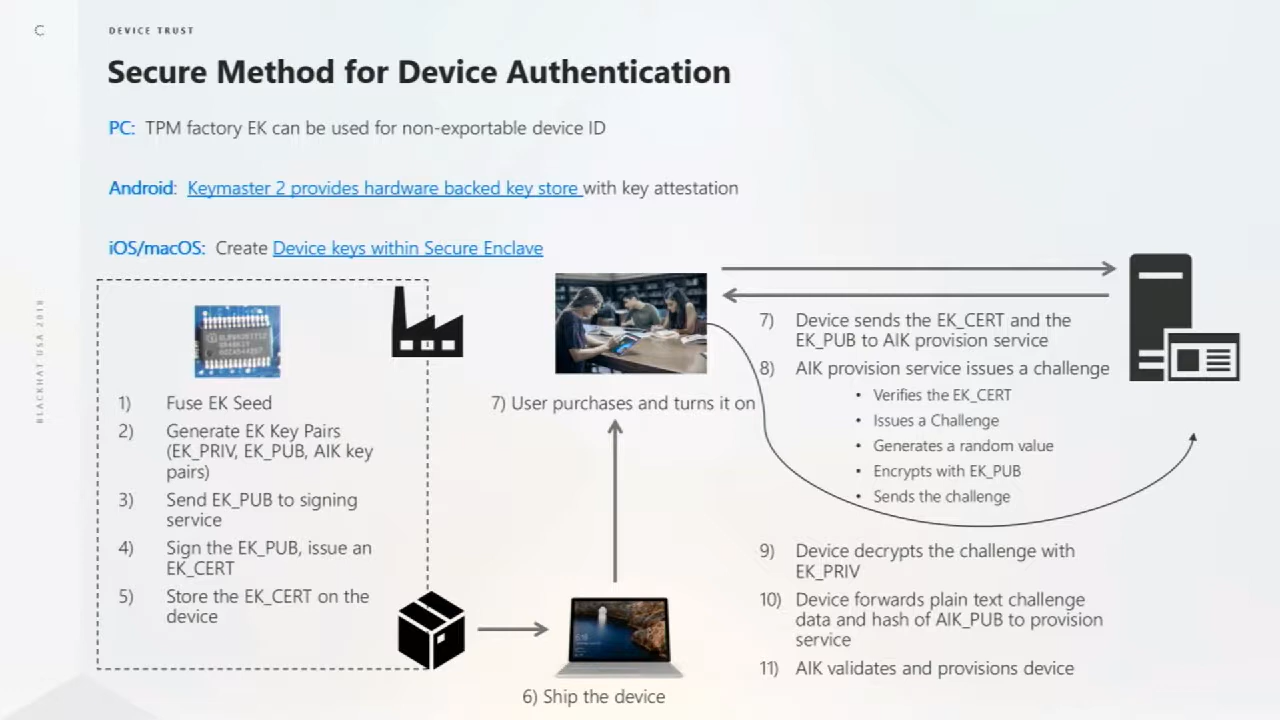 C
DEVICE TRUST
Secure Method for Device Authentication
PC: TPM factory EK can be used for non-exportable device ID
Android: Keymaster 2 provides hardware backed key store with key attestation
iOS/macOS: Create Device keys within Secure Enclave
BLACKHAT USA 2018
1) Fuse EK Seed
2) Generate EK Key Pairs
(EK_PRIV, EK_PUB, AIK key
pairs)
3) Send EK_PUB to signing
service
4) Sign the EK_PUB, issue an
EK_CERT
5) Store the EK_CERT on the
device
6) Ship the device
7) User purchases and turns it on
7) Device sends the EK_CERT and the
EK_PUB to AIK provision service
8) AIK provision service issues a challenge
• Verifies the EK_CERT
• Issues a Challenge
• Generates a random value
• Encrypts with EK_PUB
• Sends the challenge
9) Device decrypts the challenge with
EK_PRIV
10) Device forwards plain text challenge
data and hash of AIK_PUB to provision
service
11) AIK validates and provisions device